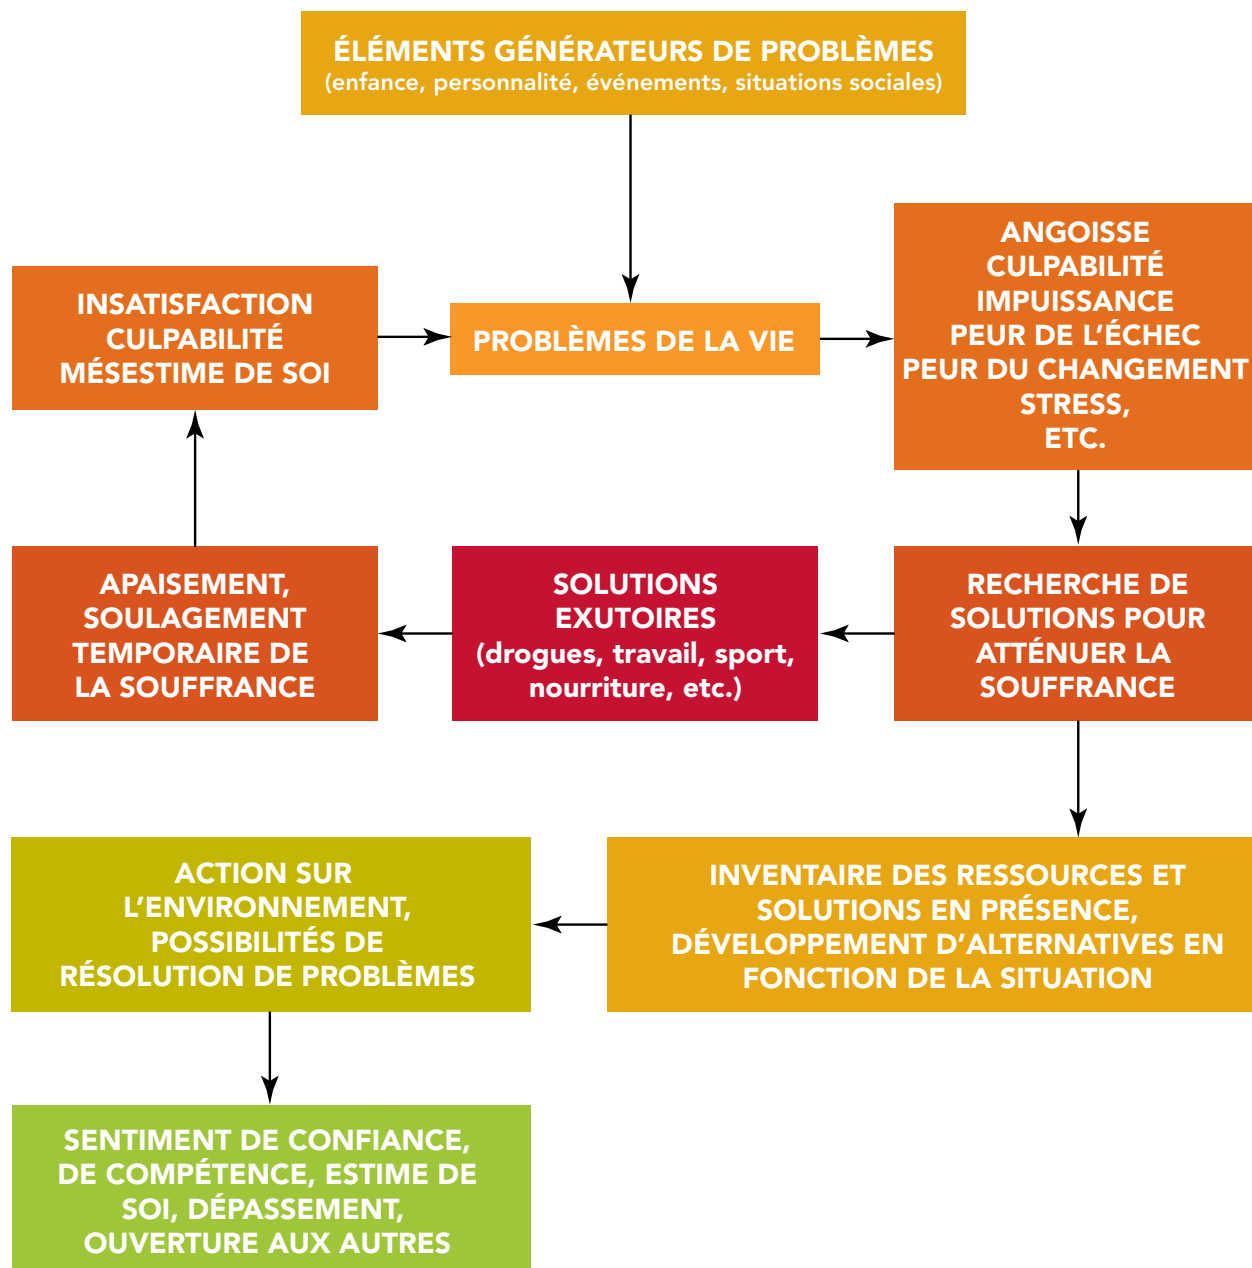 ÉLÉMENTS GÉNÉRATEURS DE PROBLÈMES
(enfance, personnalité, événements, situations sociales)
ANGOISSE
CULPABILITÉ
IMPUISSANCE
PEUR DE L’ÉCHEC
PEUR DU CHANGEMENT
STRESS,
ETC.
INSATISFACTION
CULPABILITÉ
MÉSESTIME DE SOI
PROBLÈMES DE LA VIE
APAISEMENT,
SOULAGEMENT
TEMPORAIRE DE
LA SOUFFRANCE
SOLUTIONS
EXUTOIRES
(drogues, travail, sport,
nourriture, etc.)
RECHERCHE DE
SOLUTIONS POUR
ATTÉNUER LA
SOUFFRANCE
ACTION SUR
L’ENVIRONNEMENT,
POSSIBILITÉS DE
RÉSOLUTION DE PROBLÈMES
INVENTAIRE DES RESSOURCES ET
SOLUTIONS EN PRÉSENCE,
DÉVELOPPEMENT D’ALTERNATIVES EN
FONCTION DE LA SITUATION
SENTIMENT DE CONFIANCE,
DE COMPÉTENCE, ESTIME DE
SOI, DÉPASSEMENT,
OUVERTURE AUX AUTRES